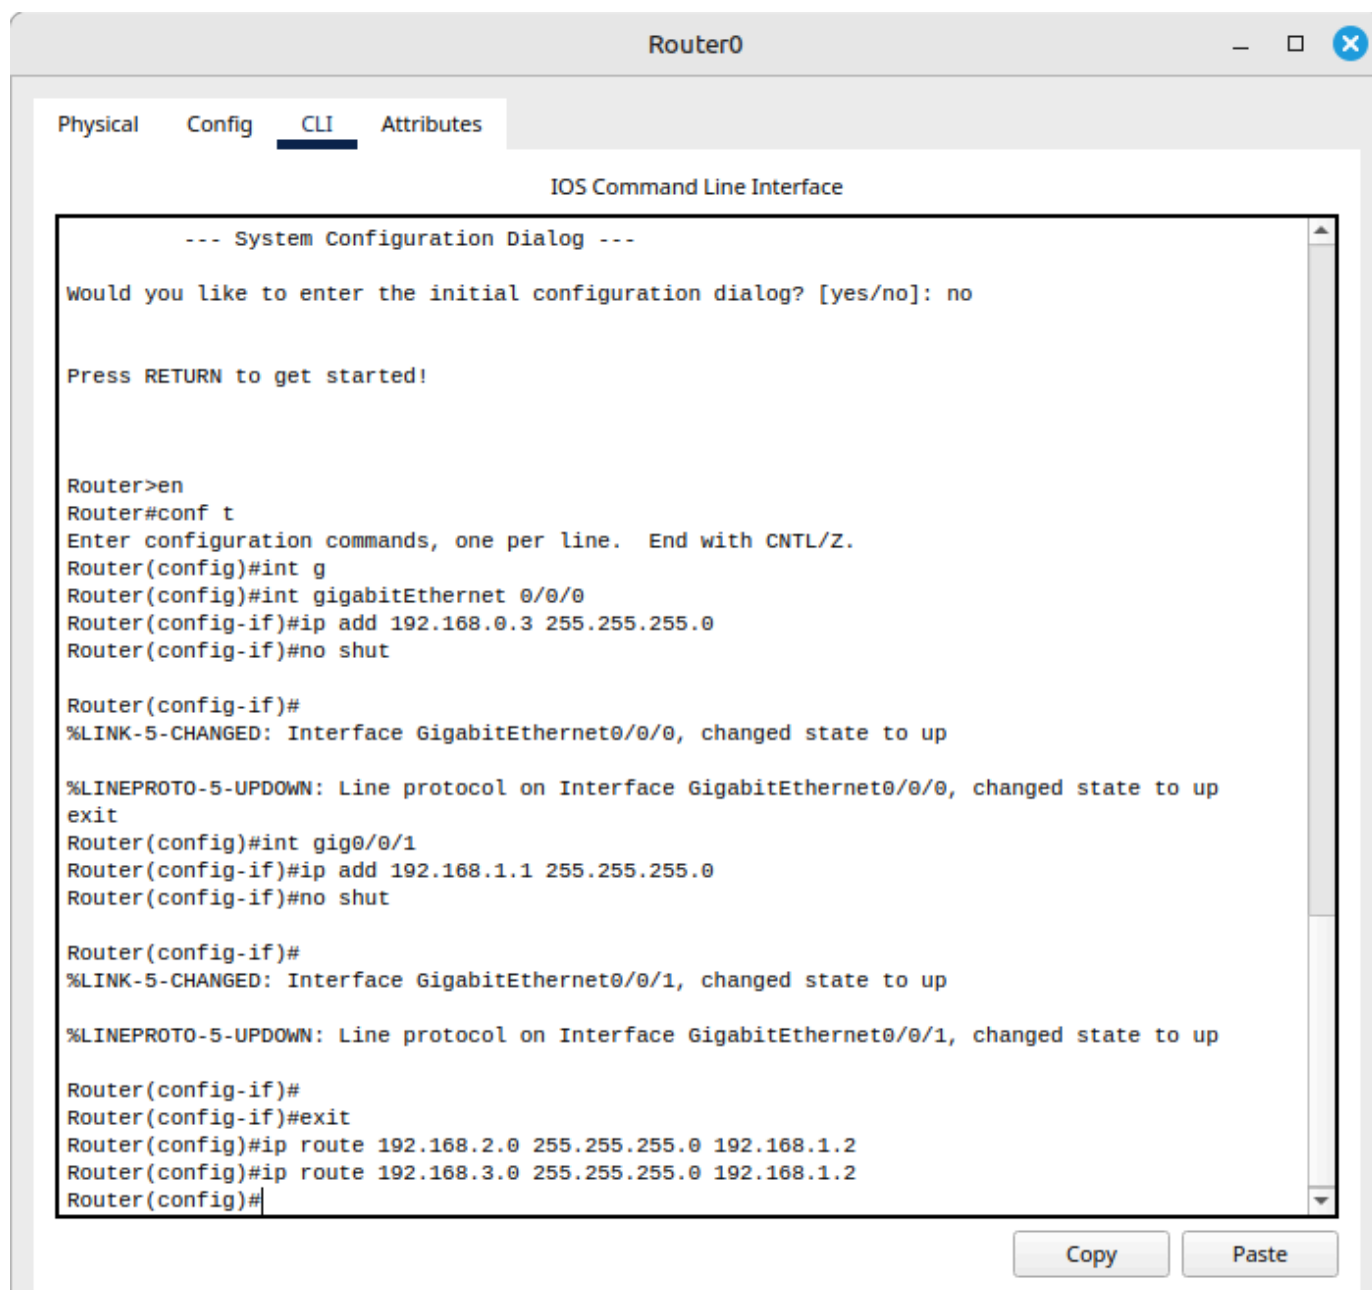 Router0
Physical Config CLI Attributes
IOS Command Line Interface
--- System Configuration Dialog ---
Would you like to enter the initial configuration dialog? [yes/no]: no
Press RETURN to get started!
Router>en
Router#conf t
Enter configuration commands, one per line.  End with CNTL/Z.
Router(config)#int g
Router(config)#int gigabitEthernet 0/0/0
Router(config-if)#ip add 192.168.0.3 255.255.255.0
Router(config-if)#no shut
Router(config-if)#
%LINK-5-CHANGED: Interface GigabitEthernet0/0/0, changed state to up
%LINEPROTO-5-UPDOWN: Line protocol on Interface GigabitEthernet0/0/0, changed state to up
exit
Router(config)#int gig0/0/1
Router(config-if)#ip add 192.168.1.1 255.255.255.0
Router(config-if)#no shut
Router(config-if)#
%LINK-5-CHANGED: Interface GigabitEthernet0/0/1, changed state to up
%LINEPROTO-5-UPDOWN: Line protocol on Interface GigabitEthernet0/0/1, changed state to up
Router(config-if)#
Router(config-if)#exit
Router(config)#ip route 192.168.2.0 255.255.255.0 192.168.1.2
Router(config)#ip route 192.168.3.0 255.255.255.0 192.168.1.2
Router(config)#
Copy Paste